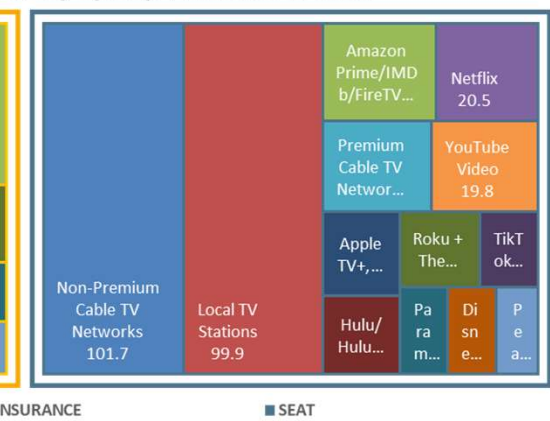 Non-Premium
Cable TV
Networks
101.7
Local TV
Stations
99.9
Amazon
Prime/IMD
b/FireTV...
Netflix
20.5
Premium
Cable TV
Networ...
YouTube
Video
19.8
Apple
TV+,...
Roku +
The...
TikT
ok...
Hulu/
Hulu...
Pa
ra
m...
Di
sn
e...
P
e
a...
NSURANCE
SEAT